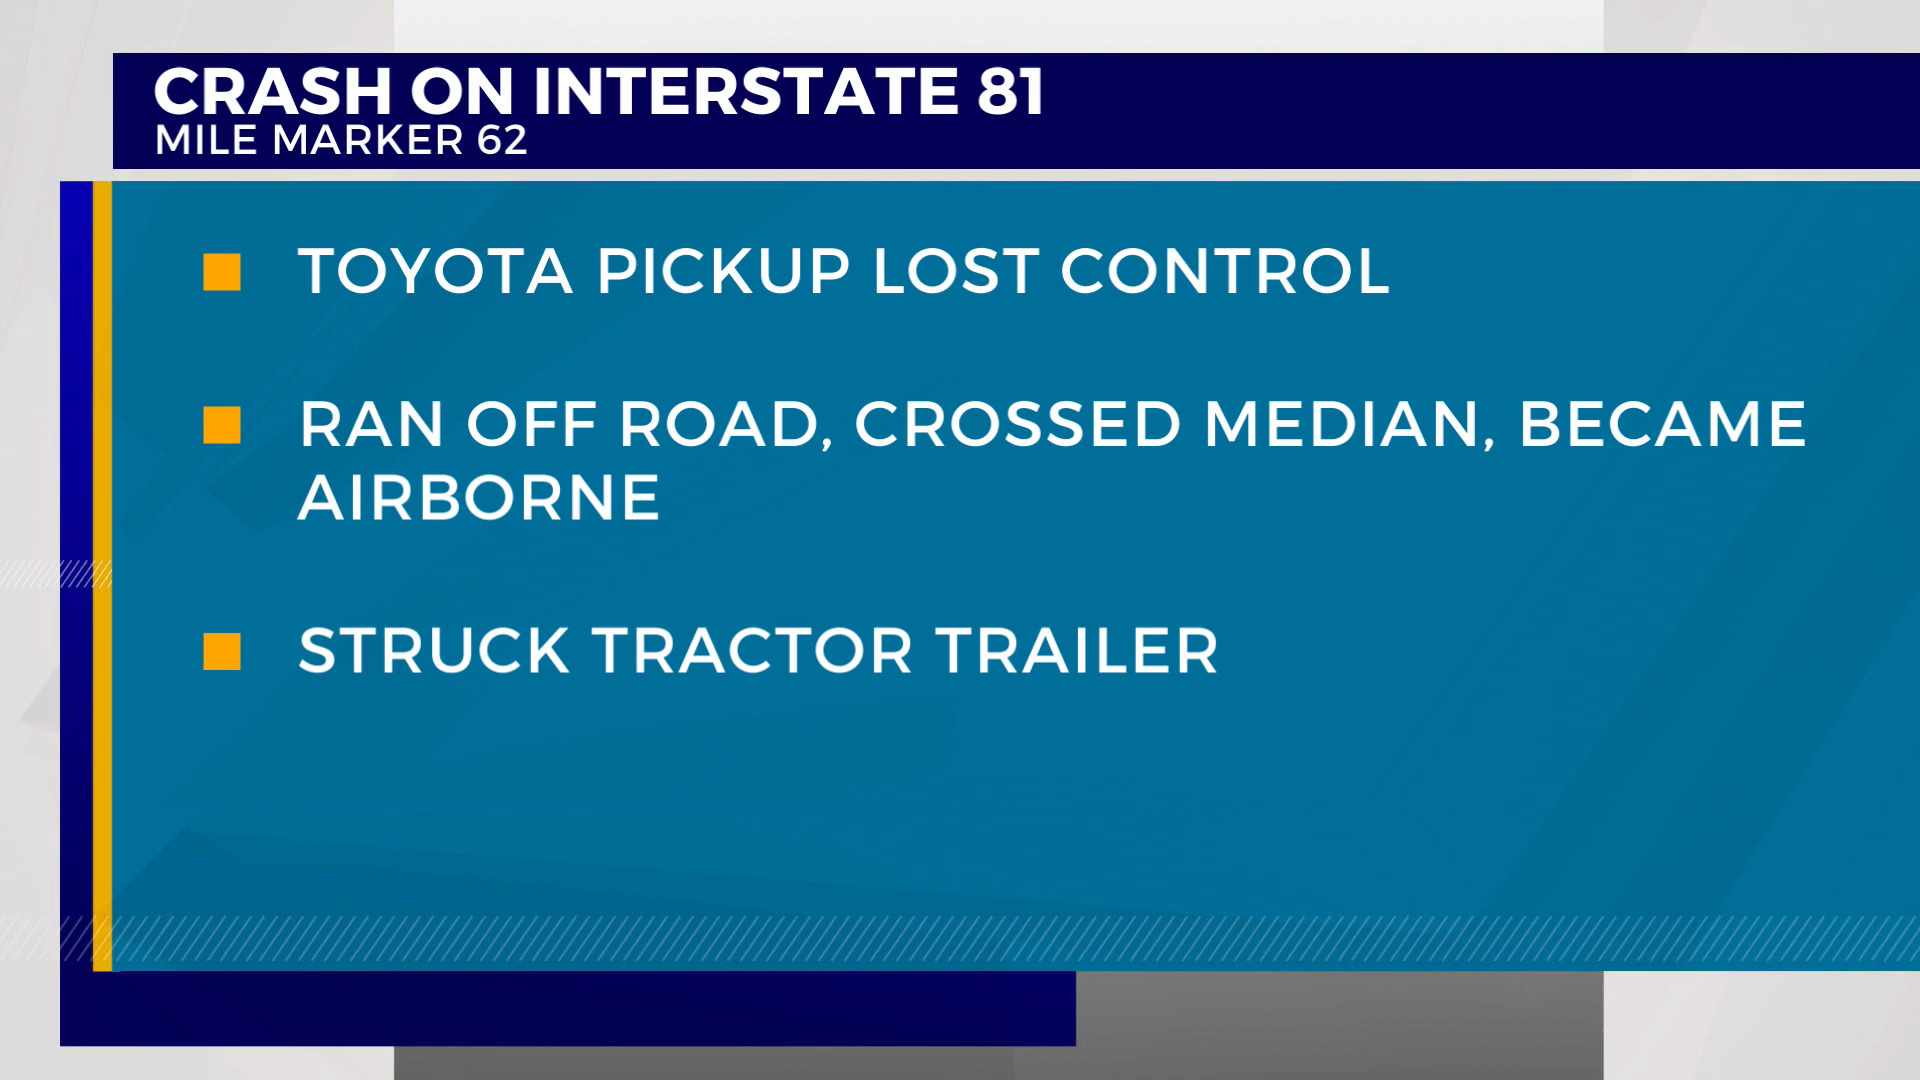 CRASH ON INTERSTATE 81
MILE MARKER 62
TOYOTA PICKUP LOST CONTROL
RAN OFF ROAD, CROSSED MEDIAN, BECAME
AIRBORNE
STRUCK TRACTOR TRAILER